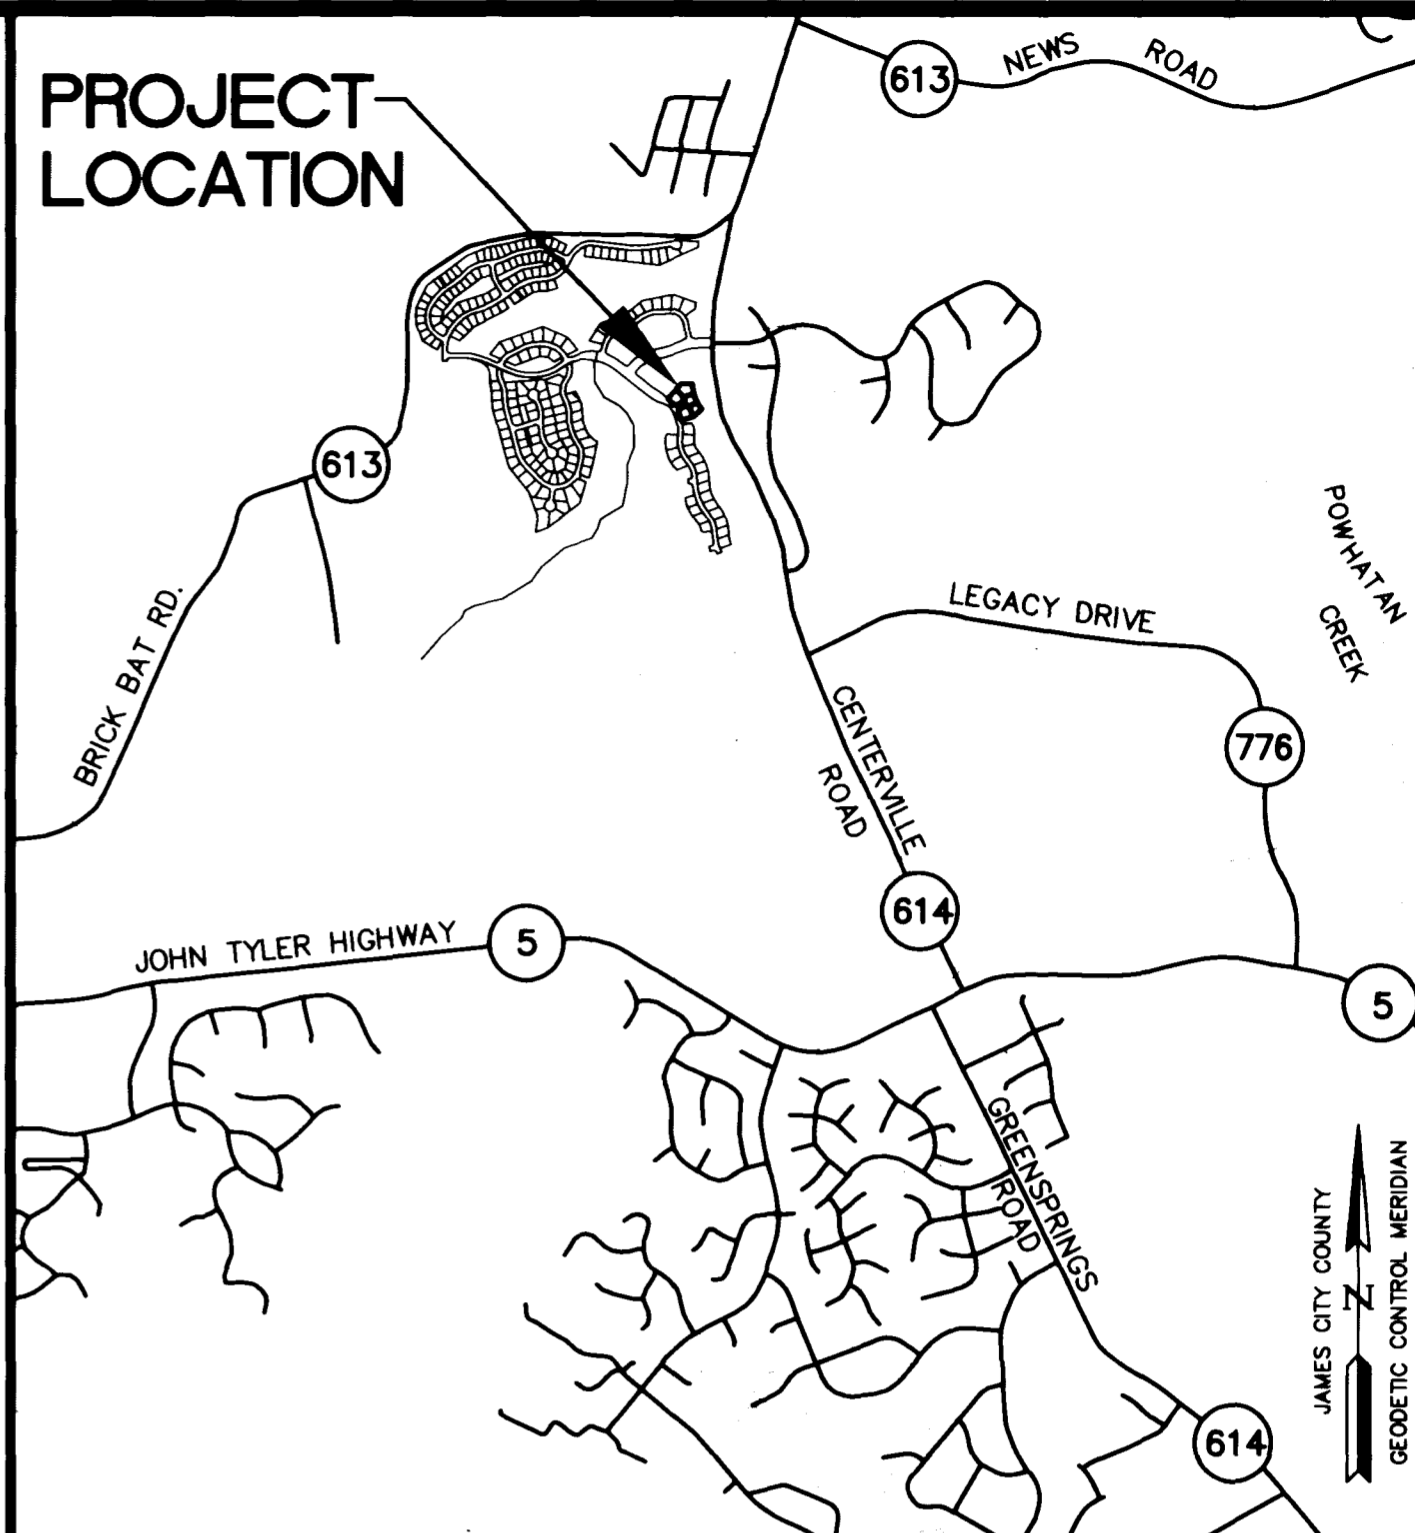 PROJECT
LOCATION
613
NEWS ROAD
613
BRICK BAT RD.
POWHATAN
CREEK
LEGACY DRIVE
776
CENTERVILLE
ROAD
614
JOHN TYLER HIGHWAY
5
5
GREENSPRINGS
ROAD
614
JAMES CITY COUNTY
N
GEODETIC CONTROL MERIDIAN